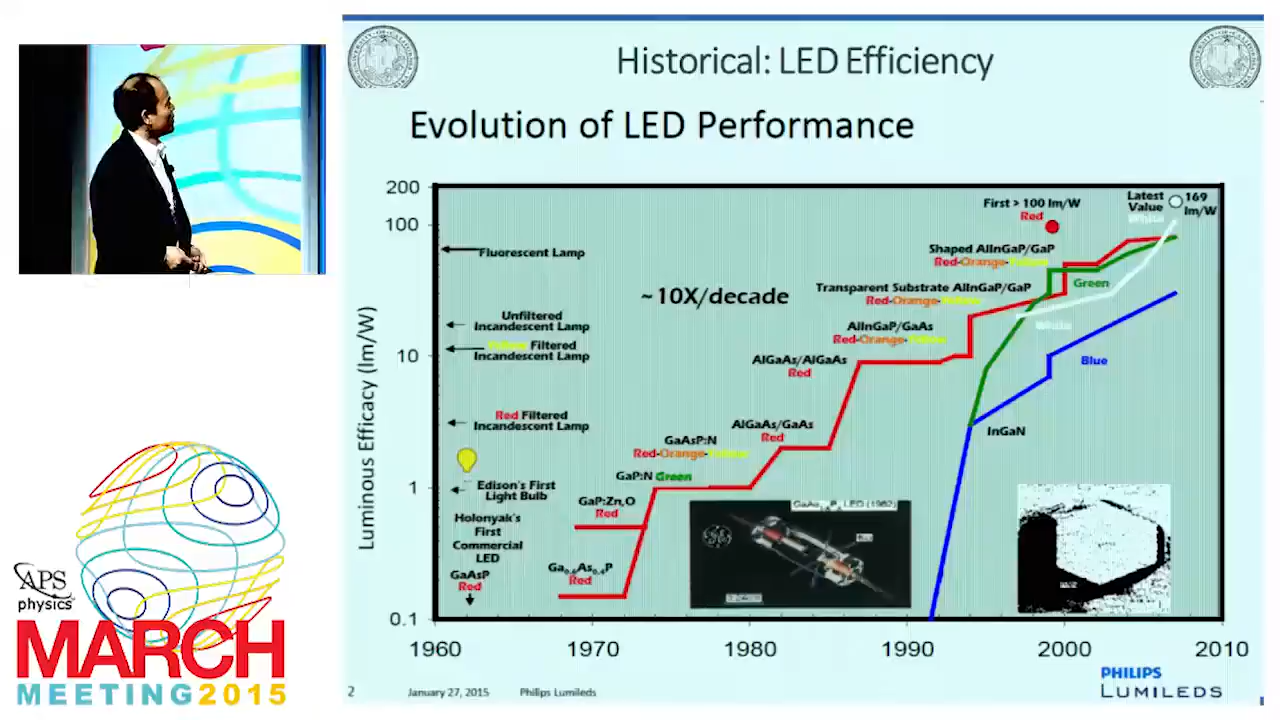 Historical: LED Efficiency
Evolution of LED Performance
Luminous Efficacy (lm/W)
200
100
10
1
0.1
1960
1970
1980
1990
2000
2010
Fluorescent Lamp
Unfiltered
Incandescent Lamp
Yellow Filtered
Incandescent Lamp
Red Filtered
Incandescent Lamp
Edison's First
Light Bulb
Holonyak's
First
Commercial
LED
GaAsP
Red
~10X/decade
Ga0.6As0.4P
Red
GaP:Zn,O
Red
GaP:N Green
GaAsP:N
Red-Orange-Yellow
AlGaAs/GaAs
Red
AlGaAs/AlGaAs
Red
AlInGaP/GaAs
Red-Orange-Yellow
Transparent Substrate AlInGaP/GaP
Red-Orange-Yellow
Shaped AlInGaP/GaP
Red-Orange-Yellow
First > 100 lm/W
Red
Latest
Value
169
lm/W
White
Green
White
Blue
InGaN
LED (1962)
2
January 27, 2015
Philips Lumileds
PHILIPS
LUMILEDS
APS
physics
MARCH
MEETING2015